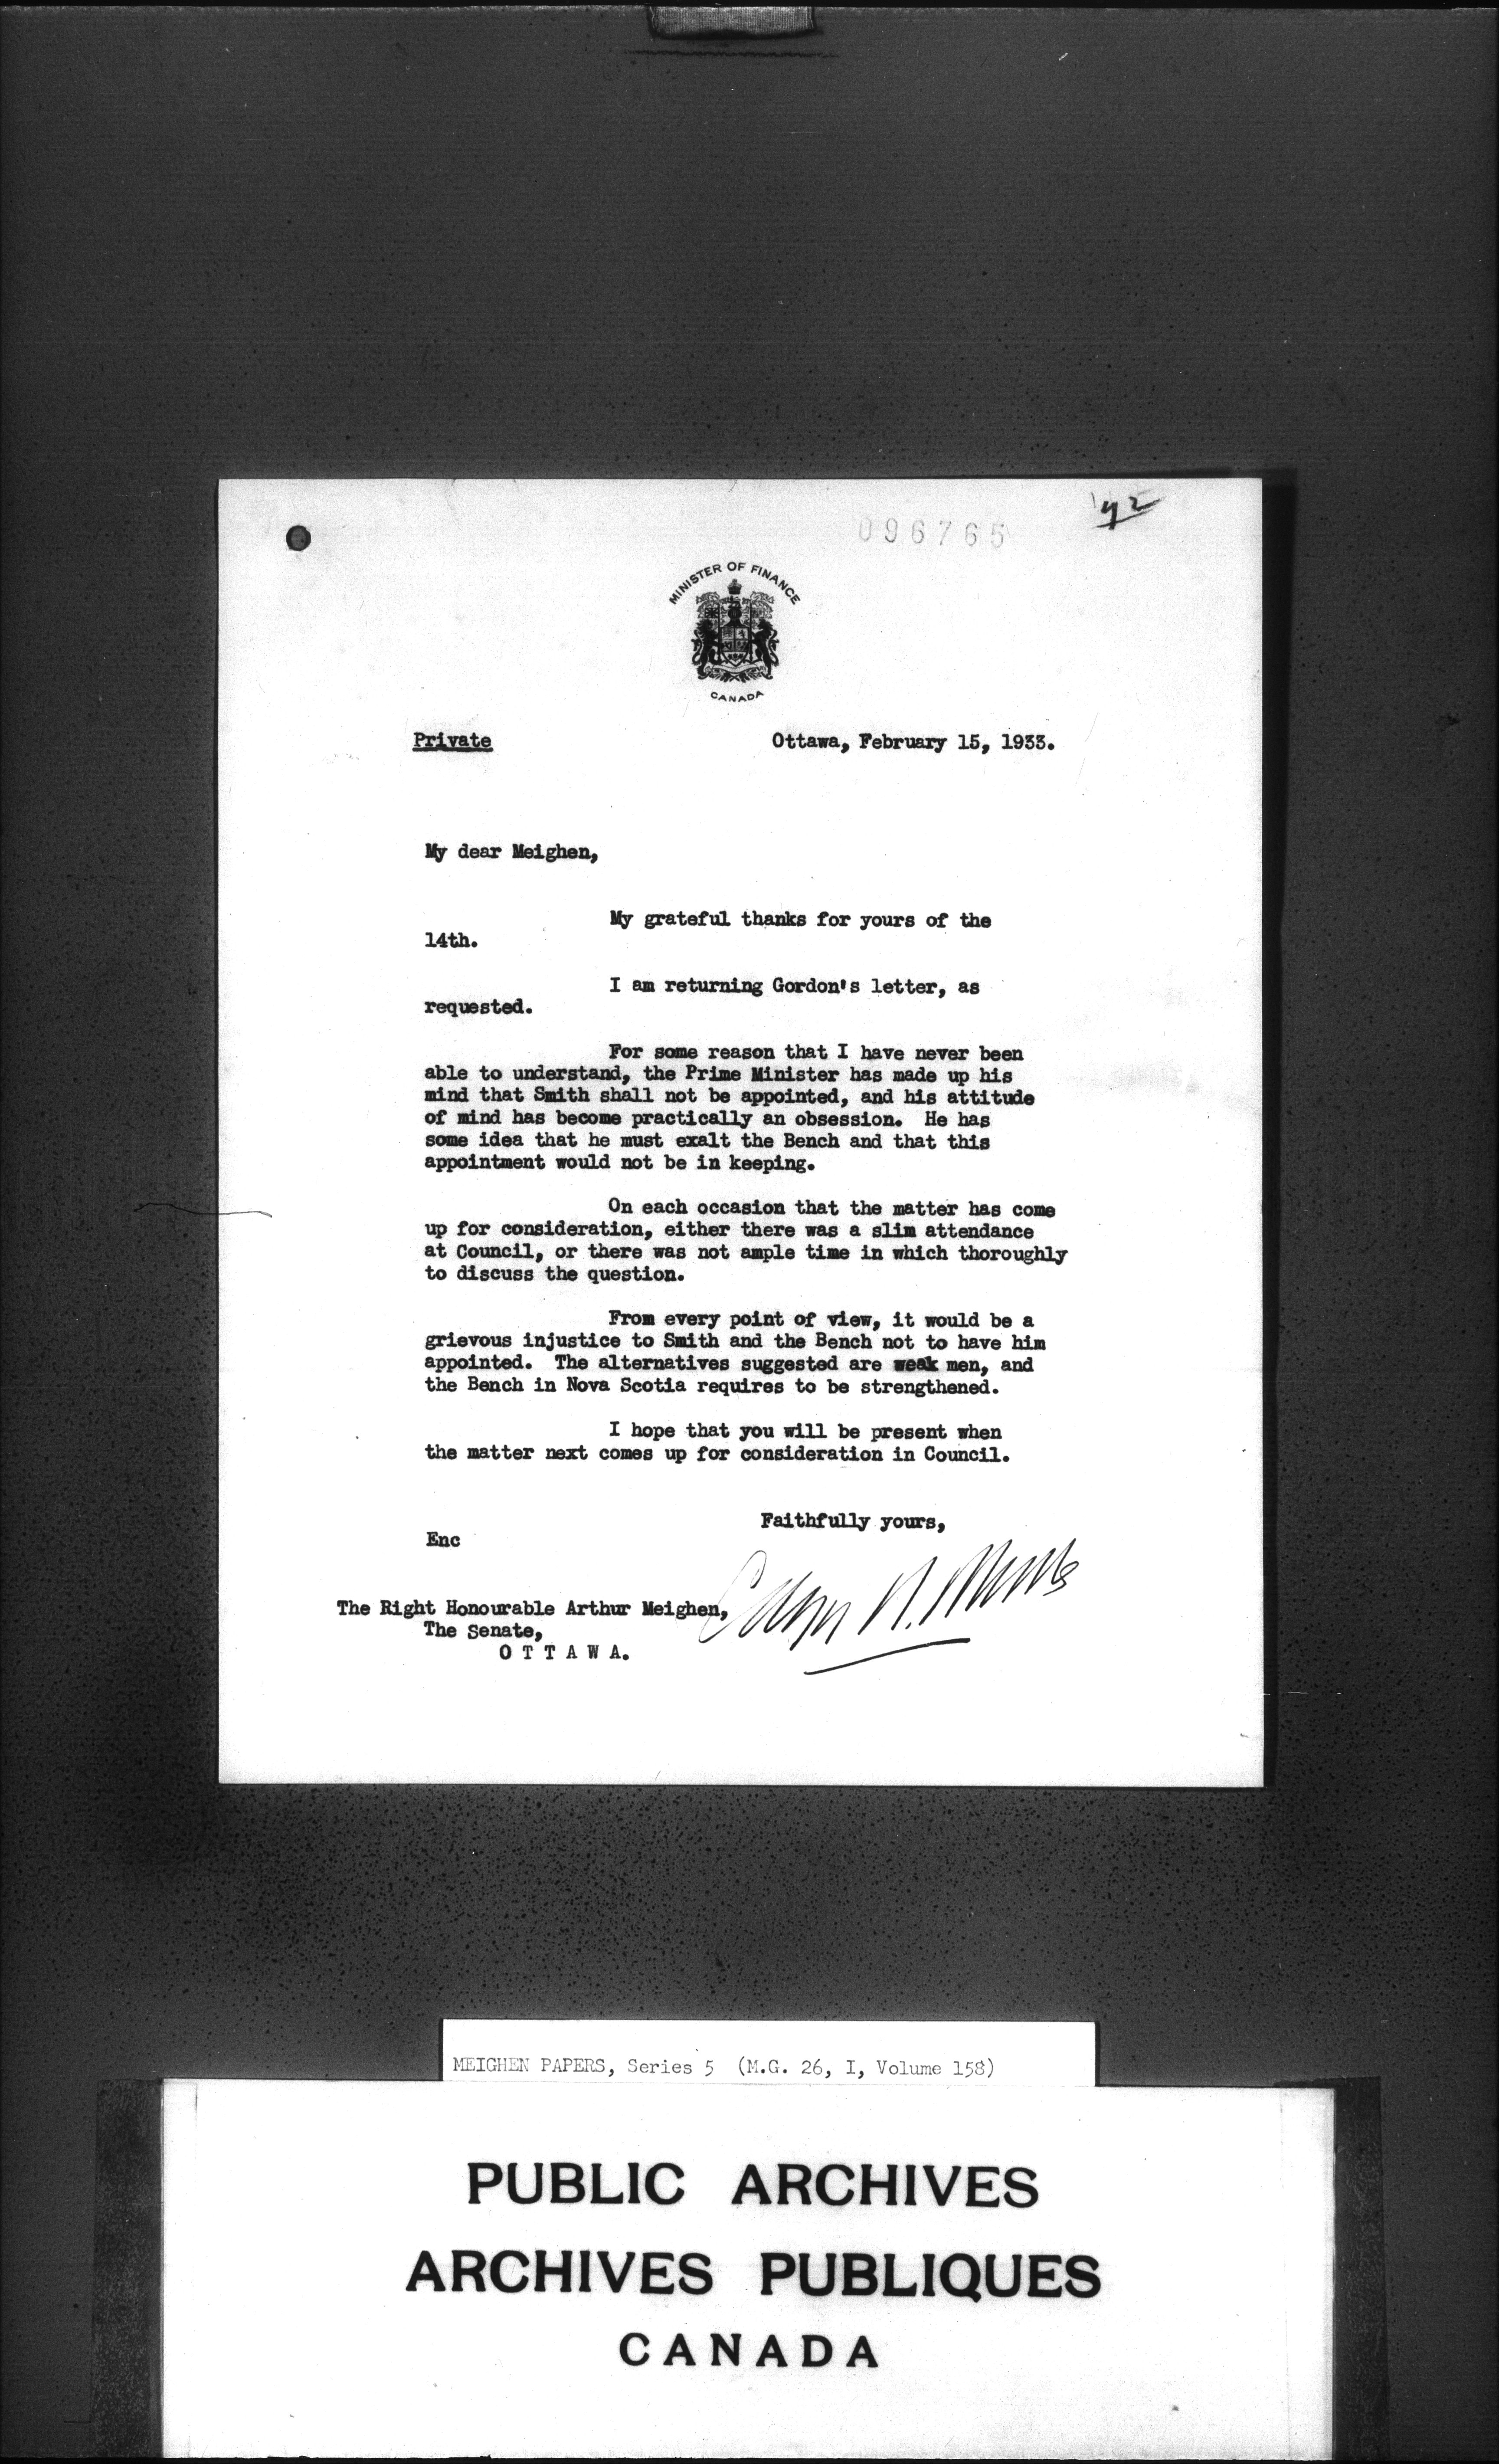 '42
096765
MINISTER OF FINANCE
CANADA
Private Ottawa, February 15, 1933.
My dear Meighen,
My grateful thanks for yours of the
14th.
I am returning Gordon's letter, as
requested.
For some reason that I have never been
able to understand, the Prime Minister has made up his
mind that Smith shall not be appointed, and his attitude
of mind has become practically an obsession. He has
some idea that he must exalt the Bench and that this
appointment would not be in keeping.
On each occasion that the matter has come
up for consideration, either there was a slim attendance
at Council, or there was not ample time in which thoroughly
to discuss the question.
From every point of view, it would be a
grievous injustice to Smith and the Bench not to have him
appointed. The alternatives suggested are weak men, and
the Bench in Nova Scotia requires to be strengthened.
I hope that you will be present when
the matter next comes up for consideration in Council.
Faithfully yours,
Enc
The Right Honourable Arthur Meighen,
The Senate,
O T T A W A.
MEIGHEN PAPERS, Series 5 (M.G. 26, I, Volume 158)
PUBLIC ARCHIVES
ARCHIVES PUBLIQUES
CANADA